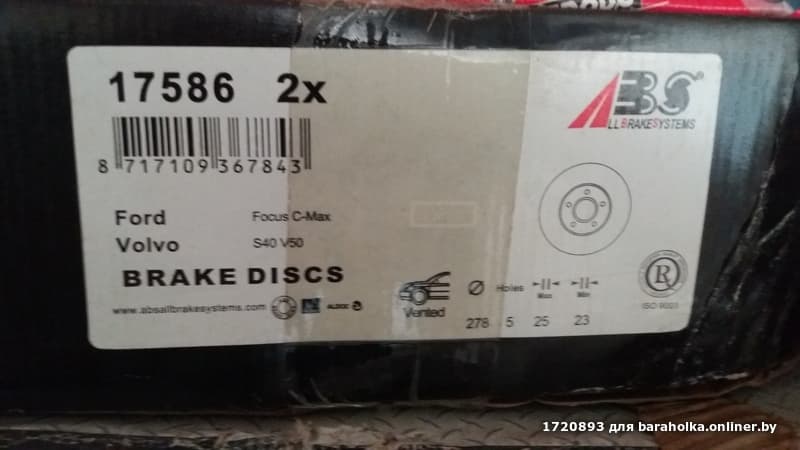 17586 2x
ABS
ALL BRAKE SYSTEMS
8 717109 367843
Ford Focus C-Max
Volvo S40 V50
BRAKE DISCS
www.absallbrakesystems.com
Vented
Ø Holes Max Min
278 5 25 23
R
ISO 9001
1720893 для baraholka.onliner.by